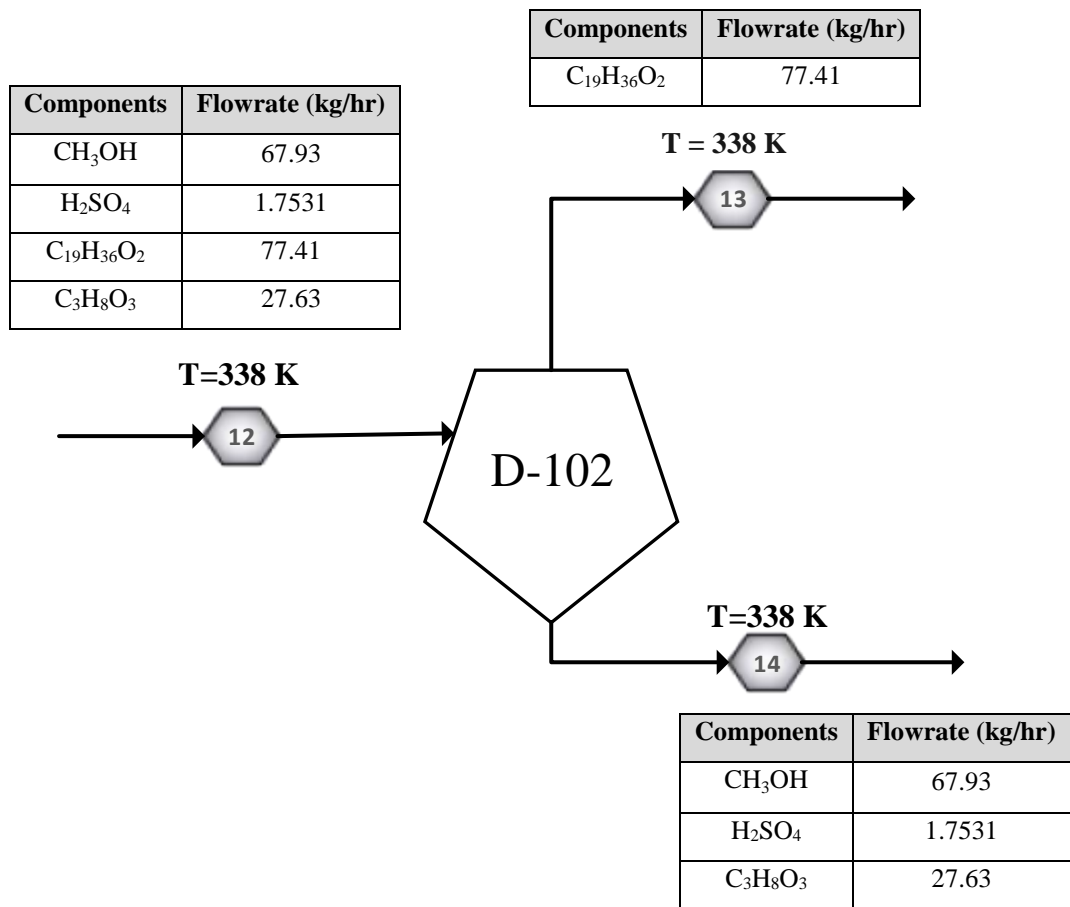 Components Flowrate (kg/hr)
C₁₉H₃₆O₂ 77.41
T = 338 K
13
Components Flowrate (kg/hr)
CH₃OH 67.93
H₂SO₄ 1.7531
C₁₉H₃₆O₂ 77.41
C₃H₈O₃ 27.63
T=338 K
12
D-102
T=338 K
14
Components Flowrate (kg/hr)
CH₃OH 67.93
H₂SO₄ 1.7531
C₃H₈O₃ 27.63